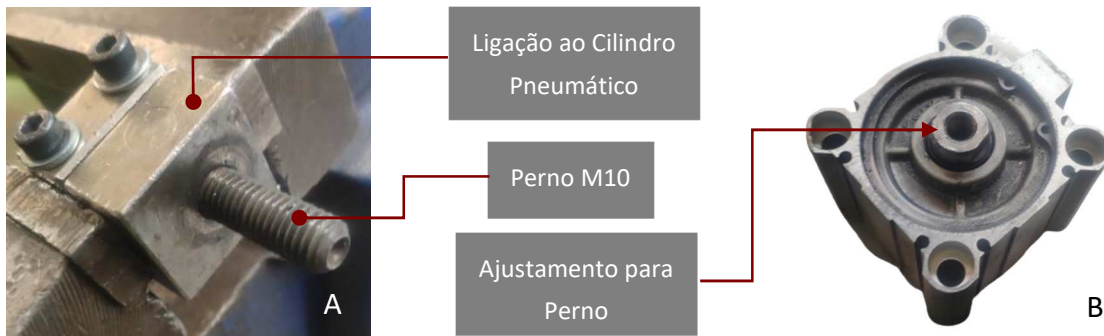 Ligação ao Cilindro
Pneumático
Perno M10
Ajustamento para
Perno
A
B